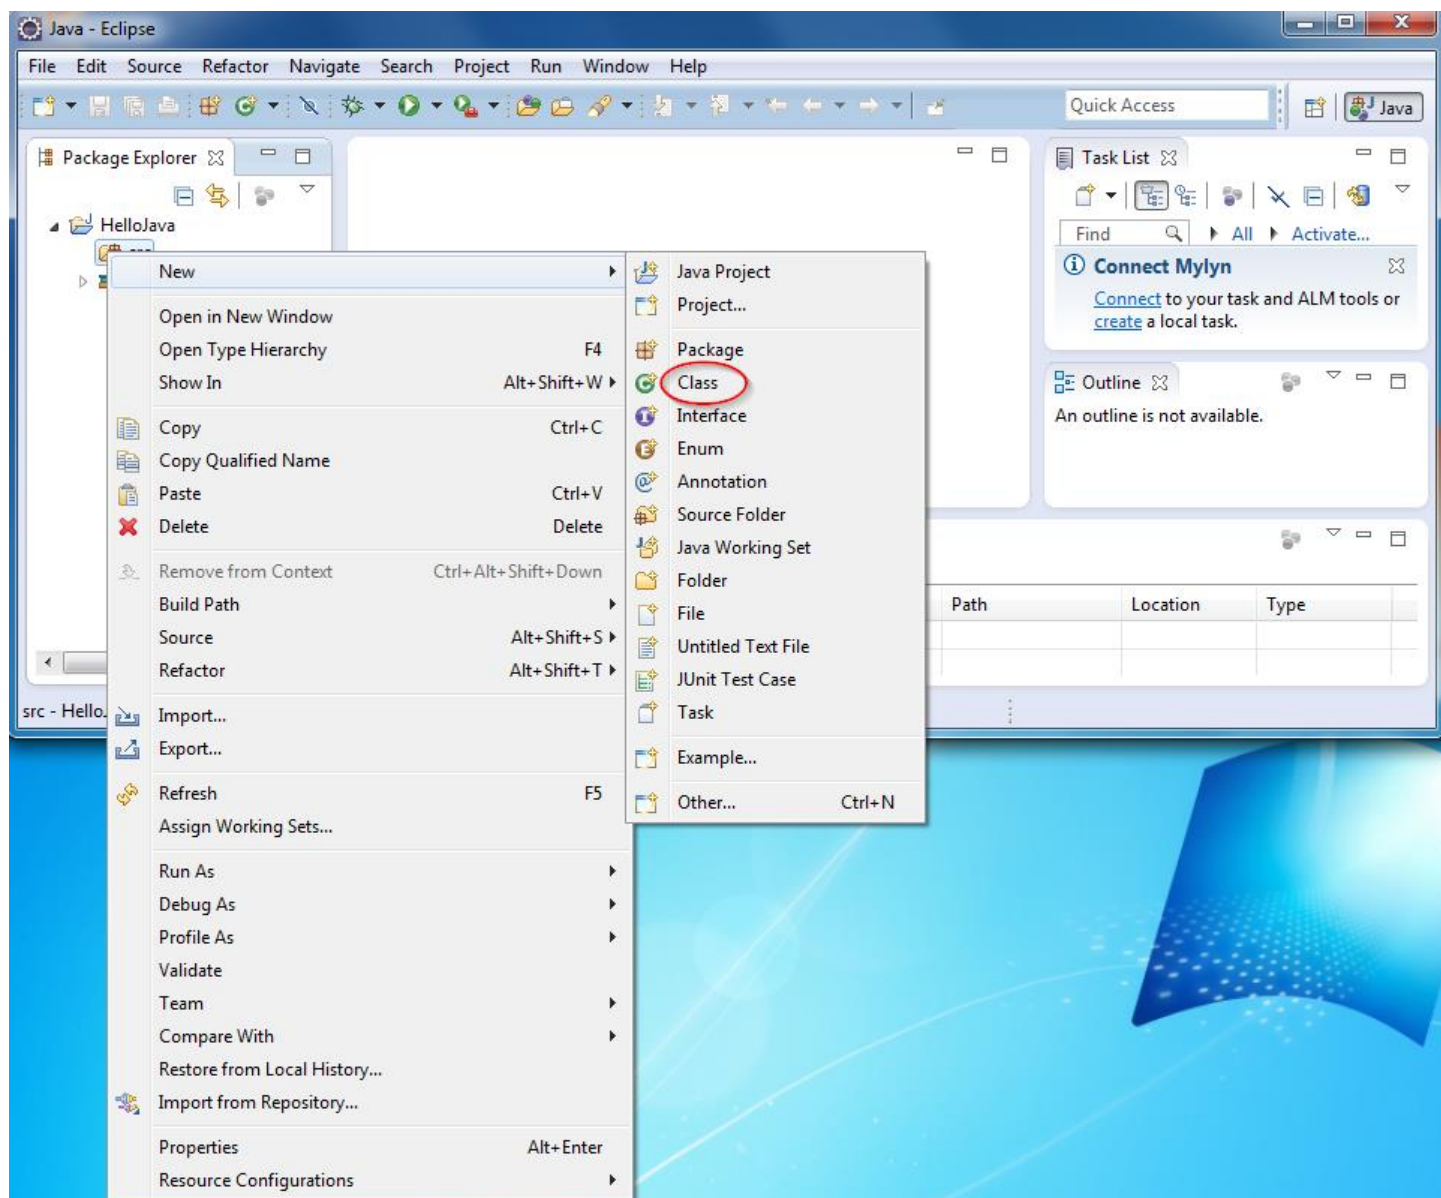 Java - Eclipse
File Edit Source Refactor Navigate Search Project Run Window Help
Quick Access
Java
Package Explorer
HelloJava
New
Open in New Window
Open Type Hierarchy F4
Show In Alt+Shift+W
Copy Ctrl+C
Copy Qualified Name
Paste Ctrl+V
Delete Delete
Remove from Context Ctrl+Alt+Shift+Down
Build Path
Source Alt+Shift+S
Refactor Alt+Shift+T
Import...
Export...
Refresh F5
Assign Working Sets...
Run As
Debug As
Profile As
Validate
Team
Compare With
Restore from Local History...
Import from Repository...
Properties Alt+Enter
Resource Configurations
Java Project
Project...
Package
Class
Interface
Enum
Annotation
Source Folder
Java Working Set
Folder
File
Untitled Text File
JUnit Test Case
Task
Example...
Other... Ctrl+N
Task List
Find All Activate...
Connect Mylyn
Connect to your task and ALM tools or
create a local task.
Outline
An outline is not available.
Path Location Type
src - Hello